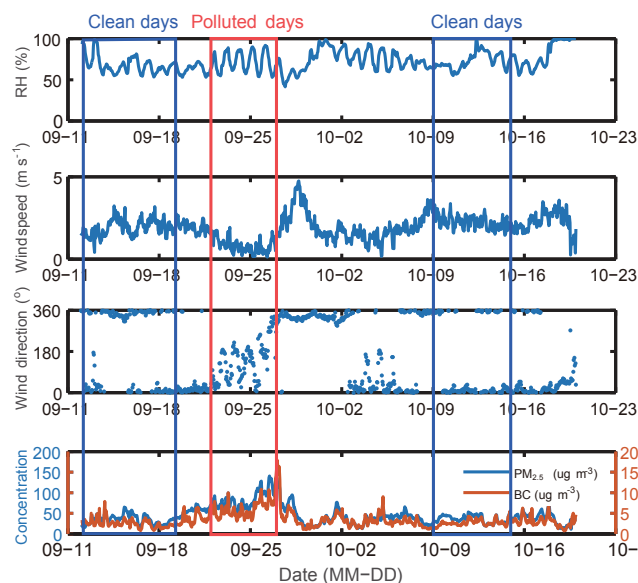 Clean days Polluted days Clean days
100
50
0
RH (%)
09-11 09-18 09-25 10-02 10-09 10-16 10-23
5
0
Windspeed (m s⁻¹)
09-11 09-18 09-25 10-02 10-09 10-16 10-23
360
180
0
Wind direction (⁰)
09-11 09-18 09-25 10-02 10-09 10-16 10-23
200 20
150 15
100 10
50 5
0 0
Concentration
PM₂.₅ (ug m³)
BC (ug m³)
09-11 09-18 09-25 10-02 10-09 10-16 10-
Date (MM-DD)